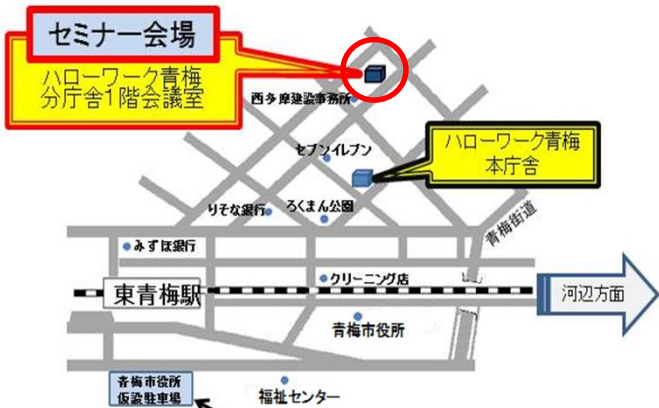 セミナー会場
ハローワーク青梅
分庁舎1階会議室
西多摩建設事務所
セブンイレブン
ハローワーク青梅
本庁舎
りそな銀行
ろくまん公園
青梅街道
みずほ銀行
クリーニング店
東青梅駅
河辺方面
青梅市役所
青梅市役所
仮設駐車場
福祉センター